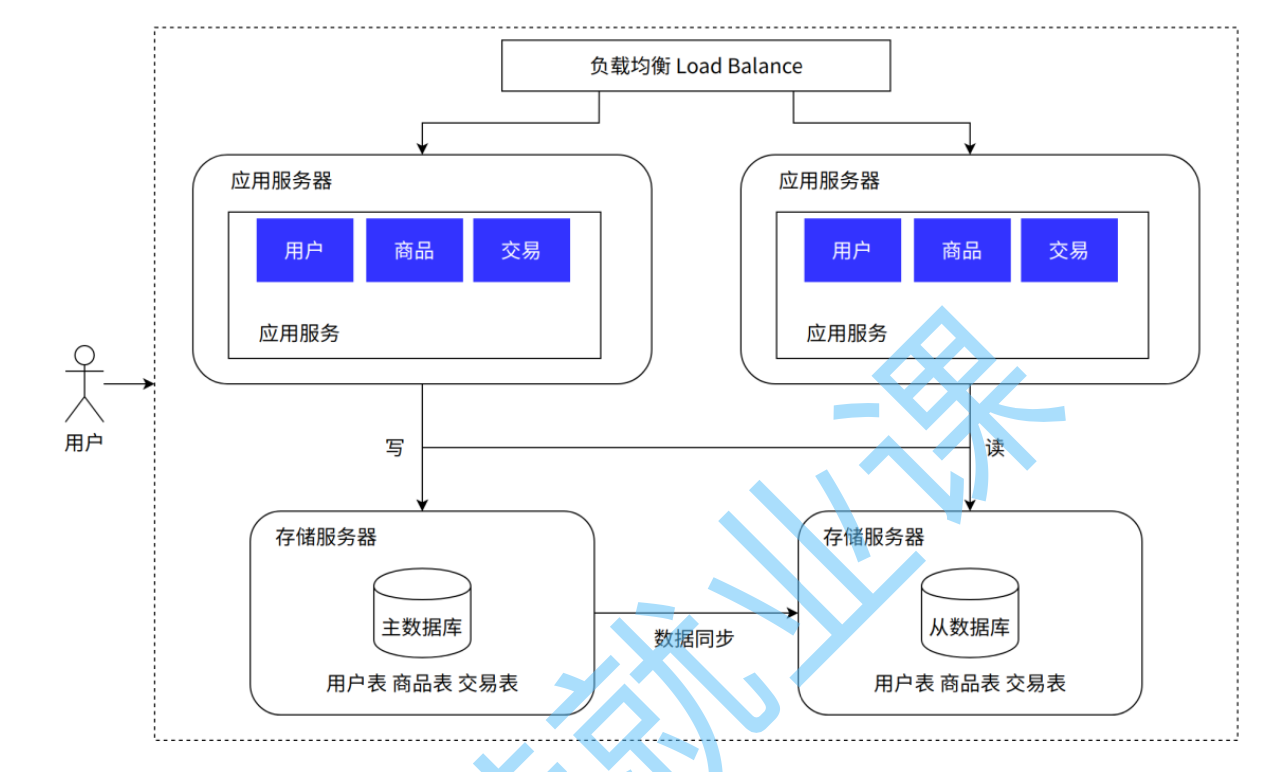 负载均衡 Load Balance
应用服务器
用户 商品 交易
应用服务
应用服务器
用户 商品 交易
应用服务
用户
写
读
存储服务器
主数据库
用户表 商品表 交易表
数据同步
存储服务器
从数据库
用户表 商品表 交易表
就业课